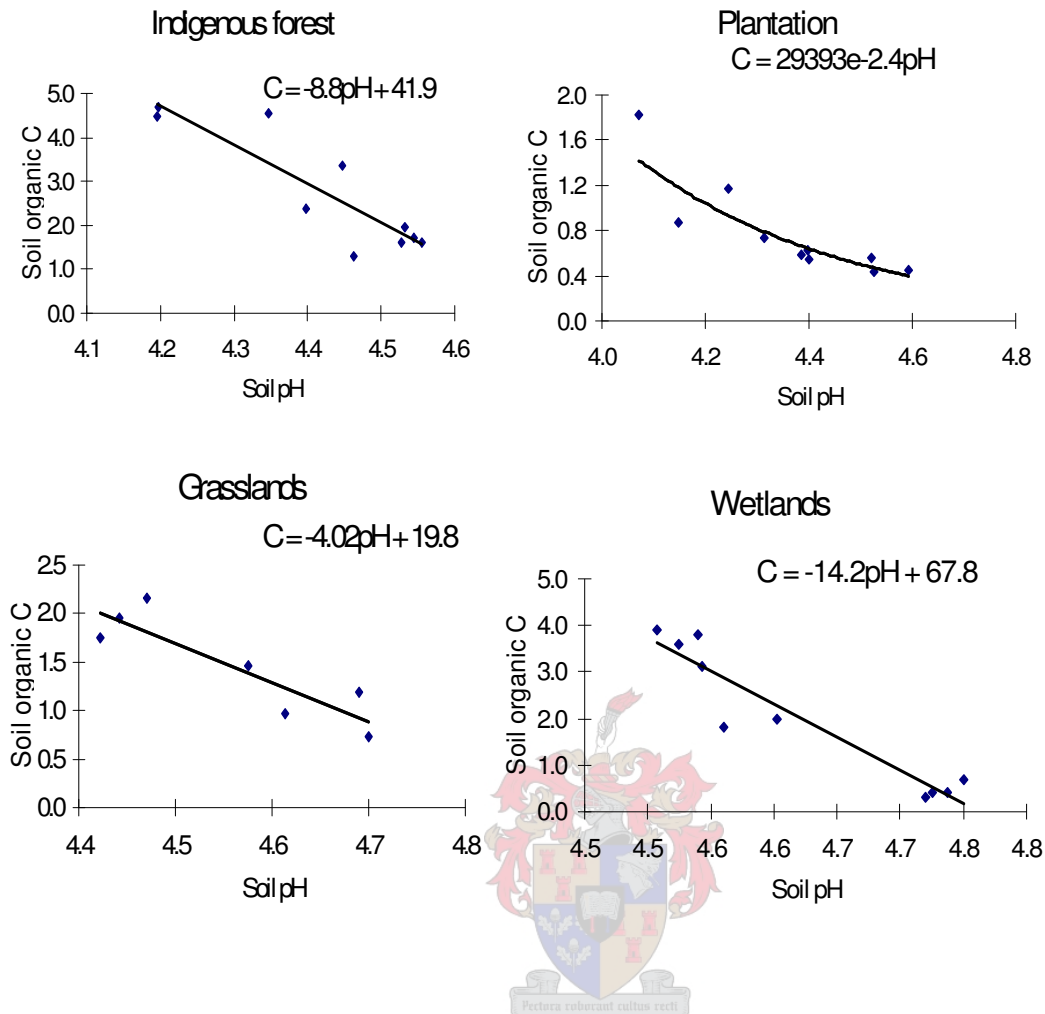 Indigenous forest
C=-8.8pH+41.9
5.0
4.0
3.0
2.0
1.0
0.0
4.1 4.2 4.3 4.4 4.5 4.6
Soil organic C
Soil pH
Plantation
C = 29393e-2.4pH
2.0
1.6
1.2
0.8
0.4
0.0
4.0 4.2 4.4 4.6 4.8
Soil organic C
Soil pH
Grasslands
C=-4.02pH+19.8
2.5
2.0
1.5
1.0
0.5
0.0
4.4 4.5 4.6 4.7 4.8
Soil organic C
Soil pH
Wetlands
C = -14.2pH + 67.8
5.0
4.0
3.0
2.0
1.0
0.0
4.5 4.5 4.6 4.6 4.7 4.7 4.8 4.8
Soil organic C
Soil pH
Pectora roborant cultus recti